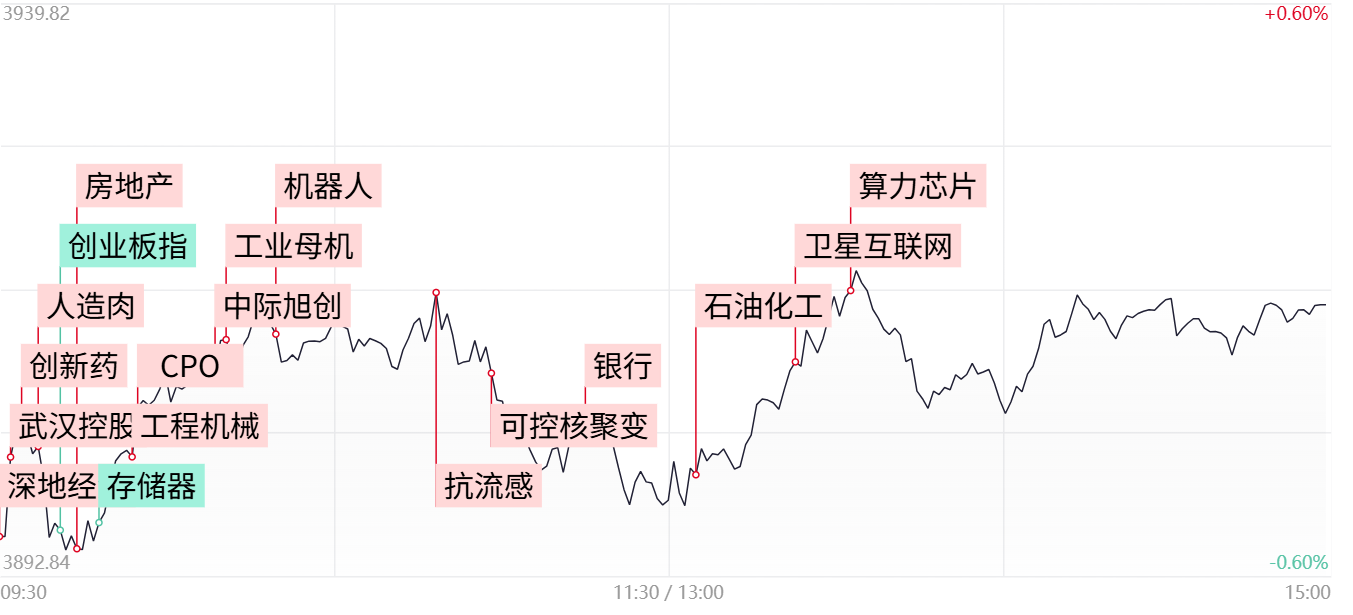 3939.82
+0.60%
房地产
机器人
算力芯片
创业板指
工业母机
卫星互联网
人造肉
中际旭创
石油化工
创新药
CPO
银行
武汉控股
工程机械
可控核聚变
深地经
存储器
抗流感
3892.84
-0.60%
09:30
11:30 / 13:00
15:00